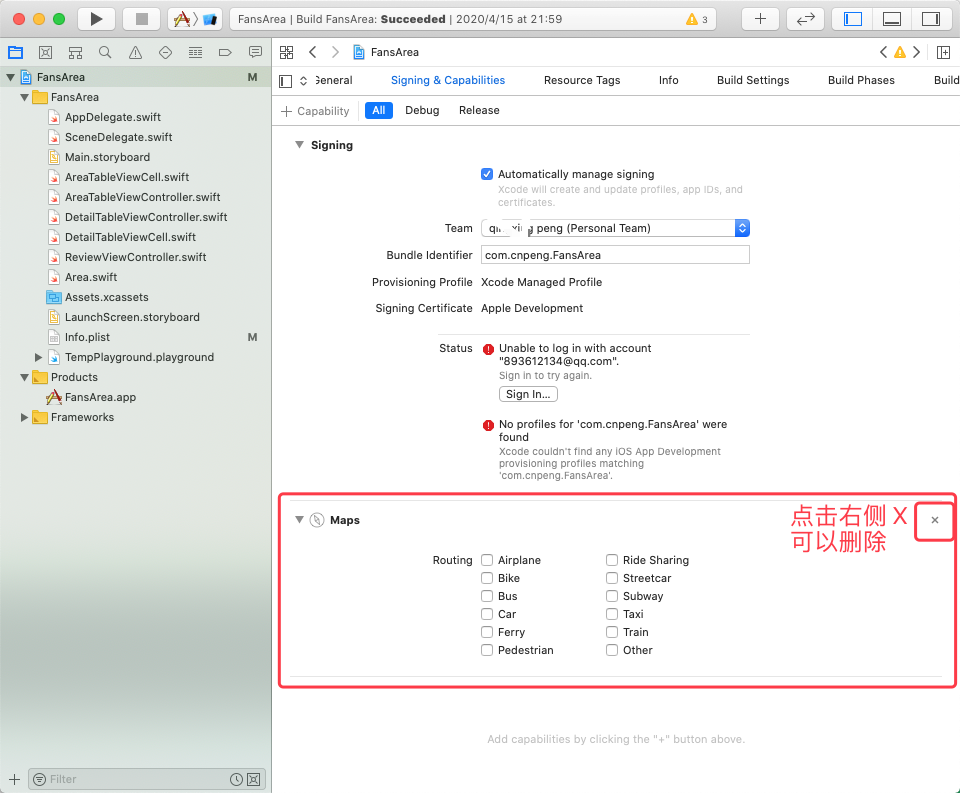 FansArea | Build FansArea: Succeeded | 2020/4/15 at 21:59
3
FansArea
General
Signing & Capabilities
Resource Tags
Info
Build Settings
Build Phases
Build
Capability
All
Debug
Release
FansArea M
FansArea
AppDelegate.swift
SceneDelegate.swift
Main.storyboard
AreaTableViewCell.swift
AreaTableViewController.swift
DetailTableViewController.swift
DetailTableViewCell.swift
ReviewViewController.swift
Area.swift
Assets.xcassets
LaunchScreen.storyboard
Info.plist M
TempPlayground.playground
Products
FansArea.app
Frameworks
Filter
Signing
Automatically manage signing
Xcode will create and update profiles, app IDs, and
certificates.
Team peng (Personal Team)
Bundle Identifier com.cnpeng.FansArea
Provisioning Profile Xcode Managed Profile
Signing Certificate Apple Development
Status Unable to log in with account
"893612134@qq.com".
Sign in to try again.
Sign In...
No profiles for 'com.cnpeng.FansArea' were
found
Xcode couldn't find any iOS App Development
provisioning profiles matching
'com.cnpeng.FansArea'.
Maps
点击右侧 X
可以删除
Routing Airplane Ride Sharing
Bike Streetcar
Bus Subway
Car Taxi
Ferry Train
Pedestrian Other
Add capabilities by clicking the "+" button above.